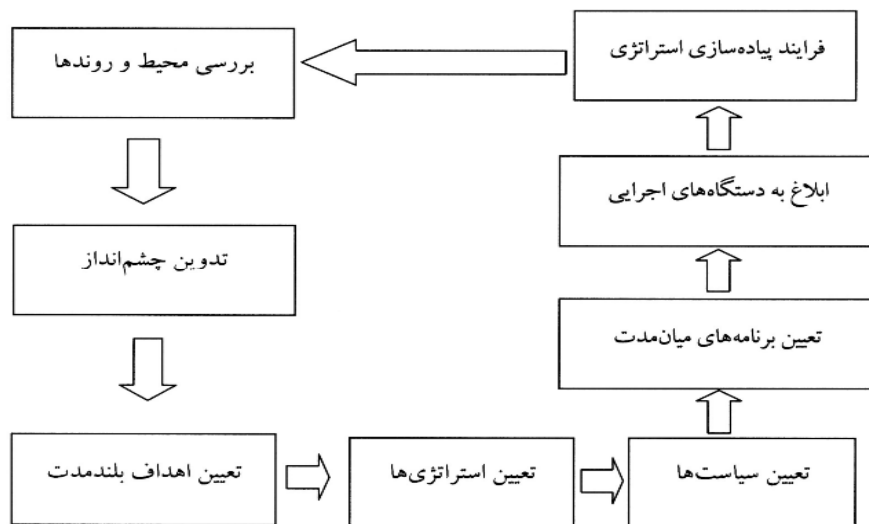 فرایند پیاده‌سازی استراتژی
بررسی محیط و روندها
ابلاغ به دستگاه‌های اجرایی
تدوین چشم‌انداز
تعیین برنامه‌های میان‌مدت
تعیین اهداف بلندمدت
تعیین استراتژی‌ها
تعیین سیاست‌ها